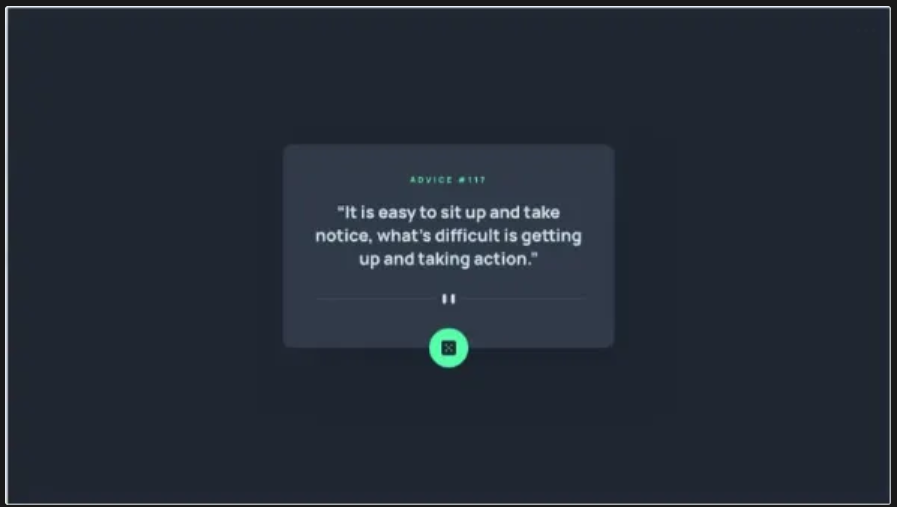 ADVICE #117
“It is easy to sit up and take
notice, what's difficult is getting
up and taking action.”